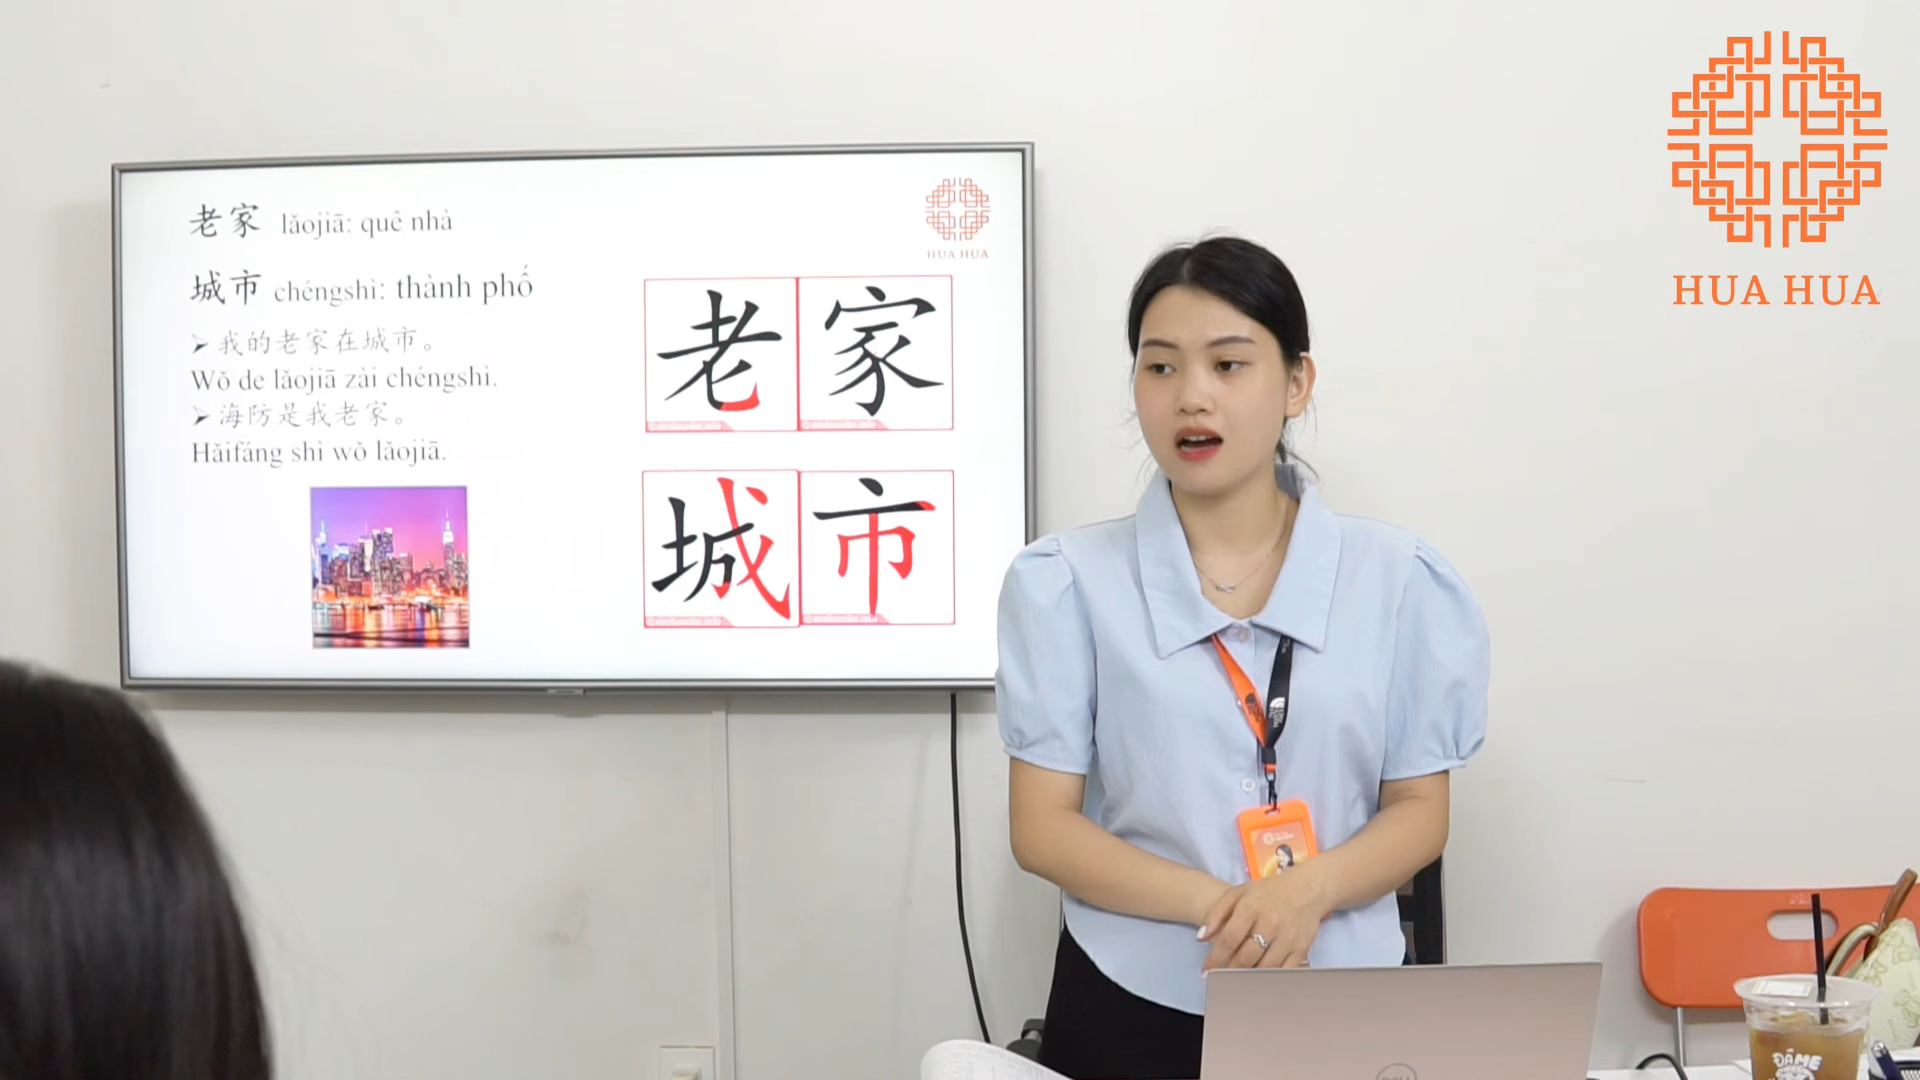 老家 lǎojiā: quê nhà
城市 chéngshì: thành phố
➢ 我的老家在城市。
Wǒ de lǎojiā zài chéngshì.
➢ 海防是我老家。
Hǎifáng shì wǒ lǎojiā.
HUA HUA
老家
城市
HUA HUA
ĐÁ ME